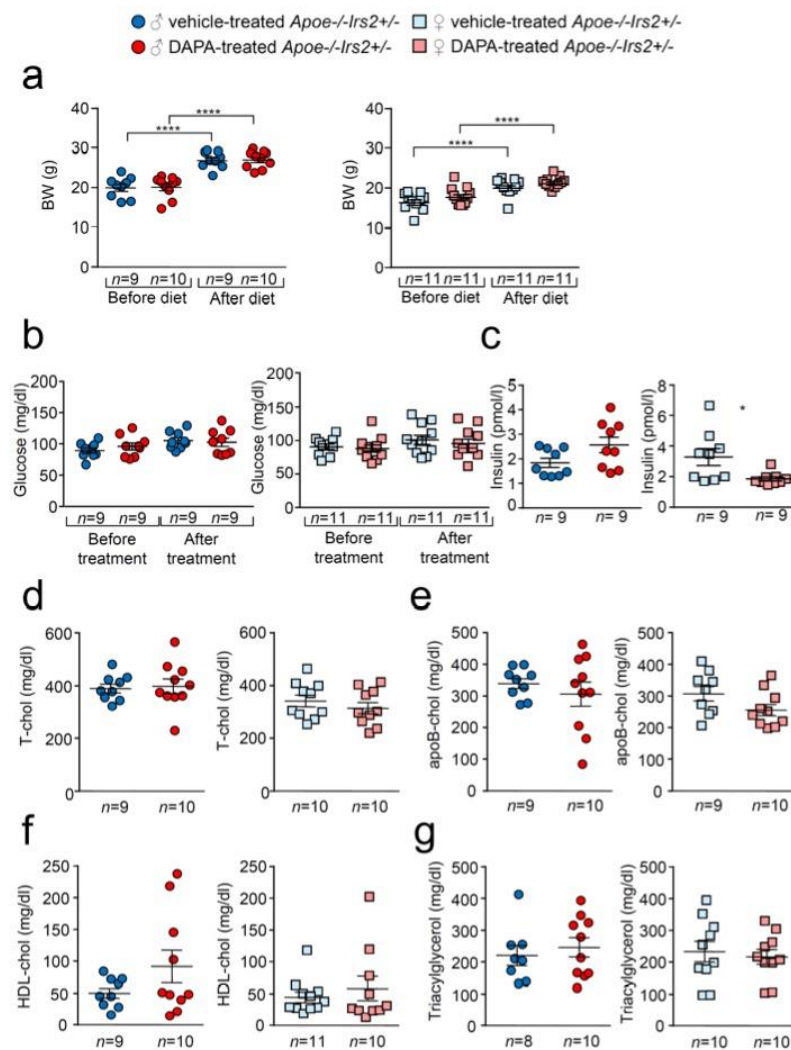 ♂ vehicle-treated Apoe-/-Irs2+/- ♀ vehicle-treated Apoe-/-Irs2+/-
♂ DAPA-treated Apoe-/-Irs2+/- ♀ DAPA-treated Apoe-/-Irs2+/-
a
BW (g)
40
30
20
10
0
****
****
n=9 n=10 n=9 n=10
Before diet After diet
BW (g)
40
30
20
10
0
****
****
n=11 n=11 n=11 n=11
Before diet After diet
b
Glucose (mg/dl)
200
150
100
50
0
n=9 n=9 n=9 n=9
Before treatment After treatment
Glucose (mg/dl)
200
150
100
50
0
n=11 n=11 n=11 n=11
Before treatment After treatment
c
Insulin (pmol/l)
5
4
3
2
1
0
n= 9 n= 9
Insulin (pmol/l)
8
6
4
2
0
*
n= 9 n= 9
d
T-chol (mg/dl)
600
400
200
0
n=9 n=10
T-chol (mg/dl)
600
400
200
0
n=10 n=10
e
apoB-chol (mg/dl)
500
400
300
200
100
0
n=9 n=10
apoB-chol (mg/dl)
500
400
300
200
100
0
n=9 n=10
f
HDL-chol (mg/dl)
250
200
150
100
50
0
n=9 n=10
HDL-chol (mg/dl)
250
200
150
100
50
0
n=11 n=10
g
Triacylglycerol (mg/dl)
500
400
300
200
100
0
n=8 n=10
Triacylglycerol (mg/dl)
500
400
300
200
100
0
n=10 n=10